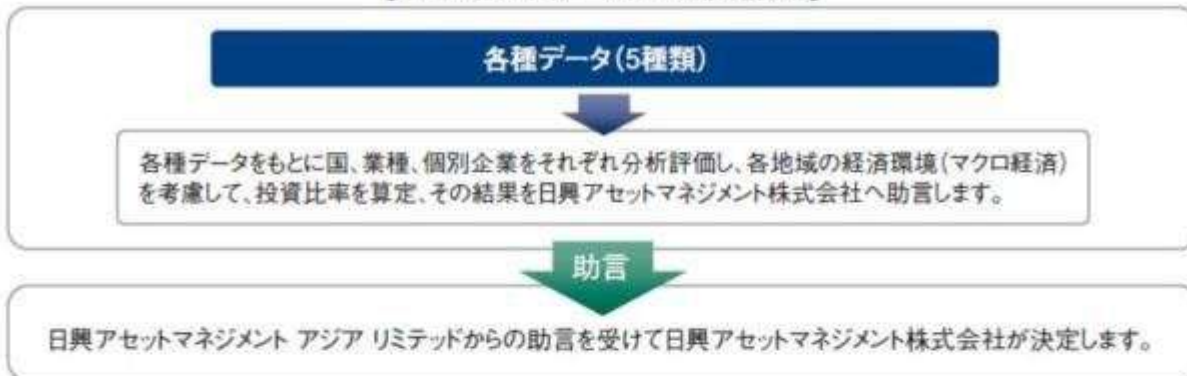 各種データ(5種類)
各種データをもとに国、業種、個別企業をそれぞれ分析評価し、各地域の経済環境(マクロ経済)
を考慮して、投資比率を算定、その結果を日興アセットマネジメント株式会社へ助言します。
助言
日興アセットマネジメント アジア リミテッドからの助言を受けて日興アセットマネジメント株式会社が決定します。